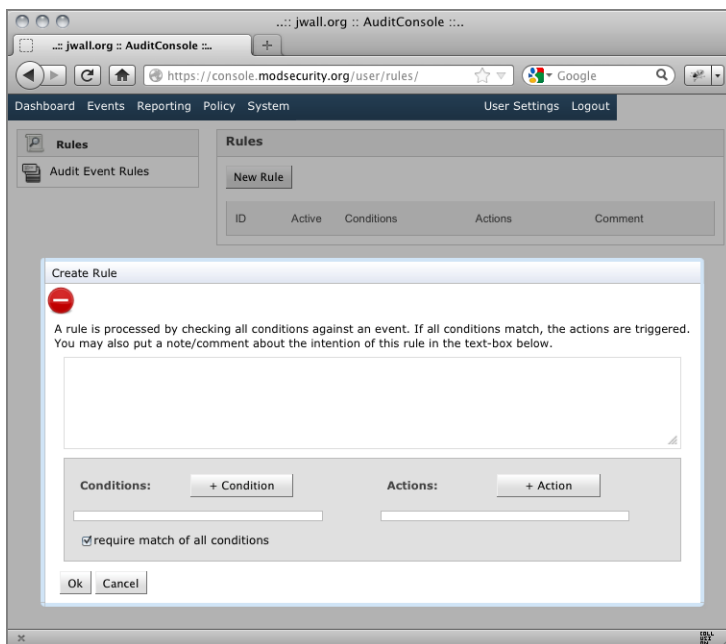 ..:: jwall.org :: AuditConsole ::..
..:: jwall.org :: AuditConsole ::..
https://console.modsecurity.org/user/rules/
Google
Dashboard Events Reporting Policy System User Settings Logout
Rules
Audit Event Rules
Rules
New Rule
ID Active Conditions Actions Comment
Create Rule
A rule is processed by checking all conditions against an event. If all conditions match, the actions are triggered.
You may also put a note/comment about the intention of this rule in the text-box below.
Conditions: + Condition Actions: + Action
require match of all conditions
Ok Cancel